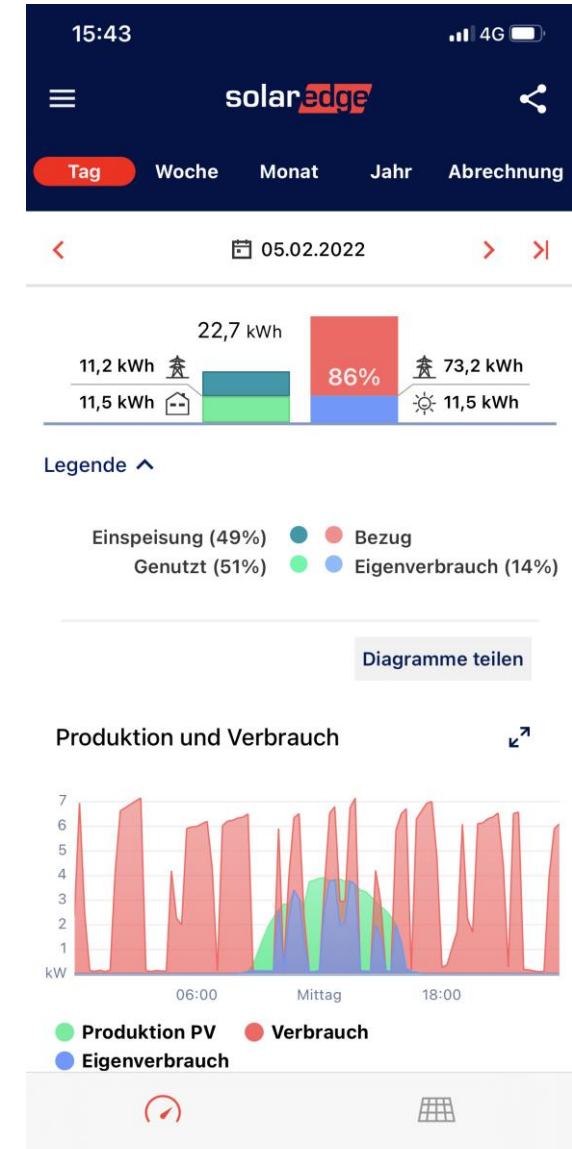 15:43 4G
solaredge
Tag Woche Monat Jahr Abrechnung
05.02.2022
22,7 kWh
11,2 kWh 86% 73,2 kWh
11,5 kWh 11,5 kWh
Legende
Einspeisung (49%) Bezug
Genutzt (51%) Eigenverbrauch (14%)
Diagramme teilen
Produktion und Verbrauch
7
6
5
4
3
2
1
kW
06:00 Mittag 18:00
Produktion PV Verbrauch
Eigenverbrauch